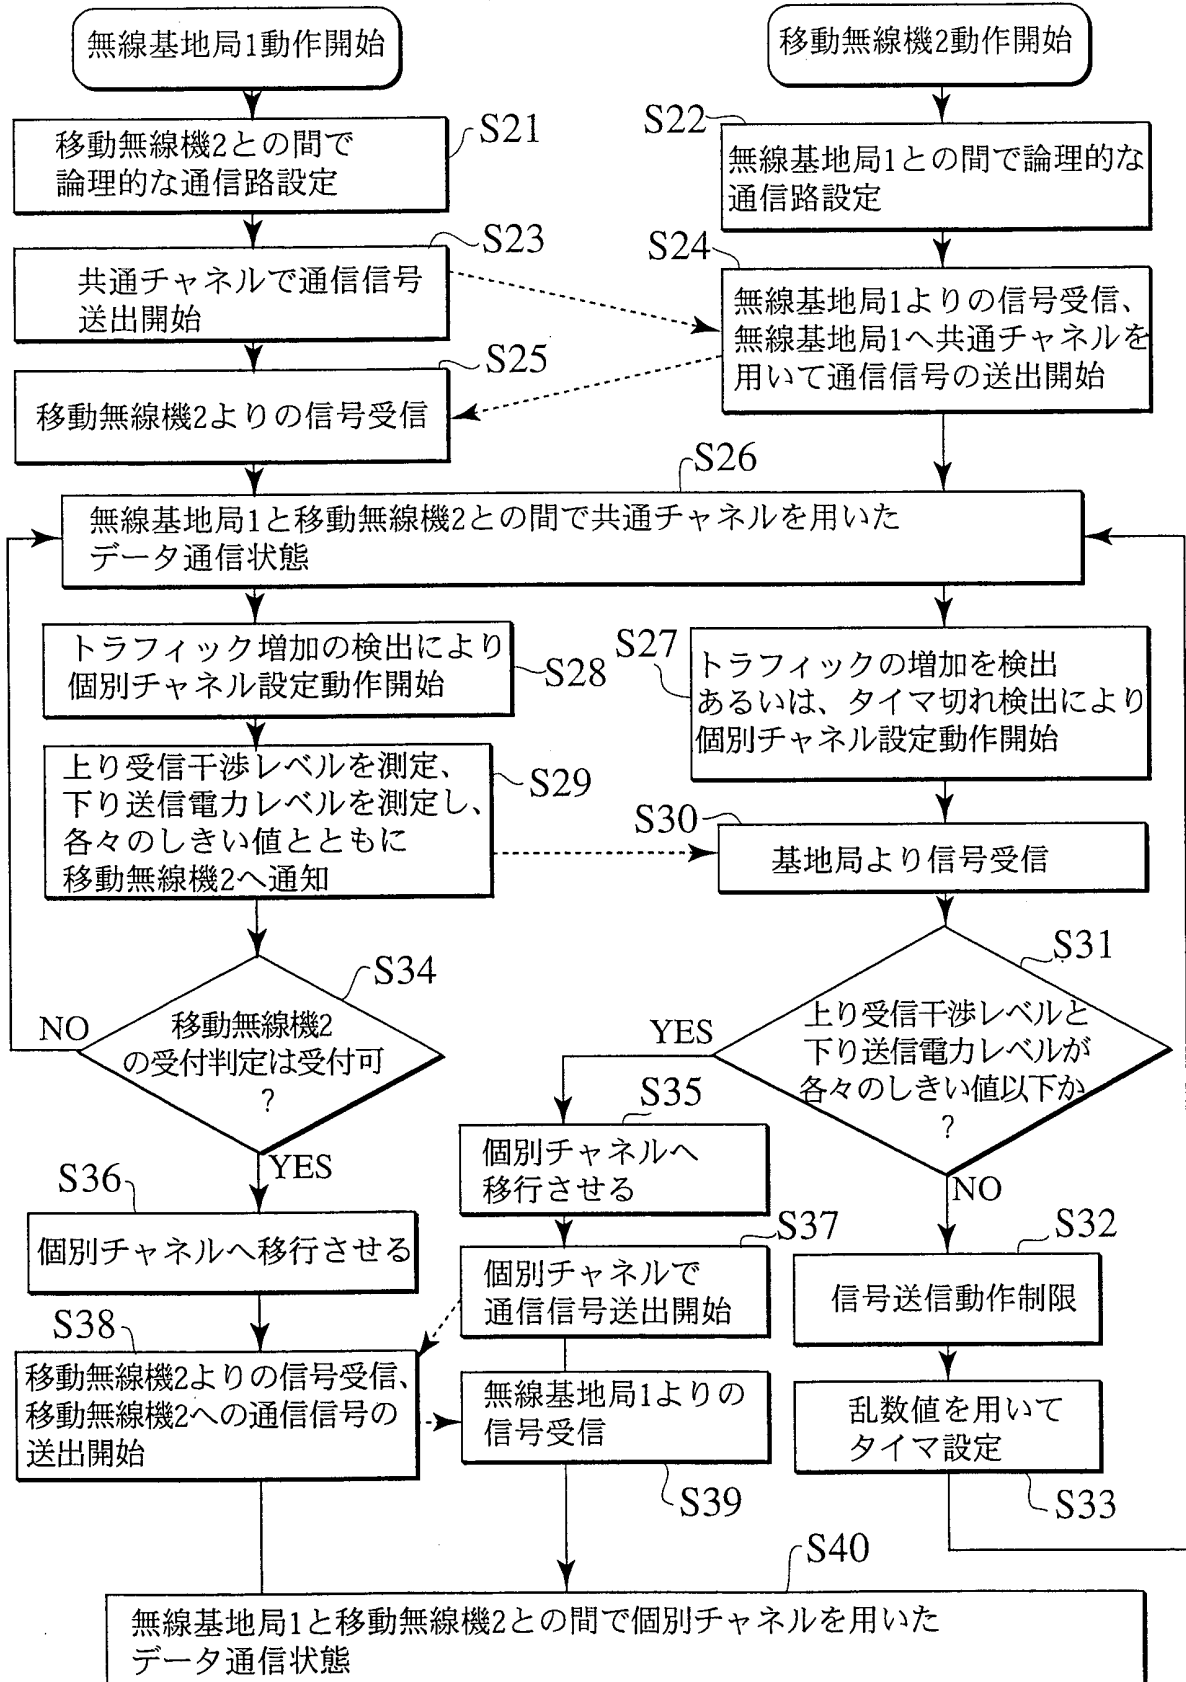 無線基地局1動作開始
移動無線機2動作開始
S21
移動無線機2との間で
論理的な通信路設定
S22
無線基地局1との間で論理的な
通信路設定
S23
共通チャネルで通信信号
送出開始
S24
無線基地局1よりの信号受信、
無線基地局1へ共通チャネルを
用いて通信信号の送出開始
S25
移動無線機2よりの信号受信
S26
無線基地局1と移動無線機2との間で共通チャネルを用いた
データ通信状態
トラフィック増加の検出により
個別チャネル設定動作開始
S28
S27
トラフィックの増加を検出
あるいは、タイマ切れ検出により
個別チャネル設定動作開始
上り受信干渉レベルを測定、
下り送信電力レベルを測定し、
各々のしきい値とともに
移動無線機2へ通知
S29
S30
基地局より信号受信
S34
移動無線機2
の受付判定は受付可
?
NO
YES
S31
上り受信干渉レベルと
下り送信電力レベルが
各々のしきい値以下か
?
YES
NO
S35
個別チャネルへ
移行させる
S36
個別チャネルへ移行させる
S37
個別チャネルで
通信信号送出開始
S32
信号送信動作制限
S38
移動無線機2よりの信号受信、
移動無線機2への通信信号の
送出開始
無線基地局1よりの
信号受信
S39
乱数値を用いて
タイマ設定
S33
S40
無線基地局1と移動無線機2との間で個別チャネルを用いた
データ通信状態